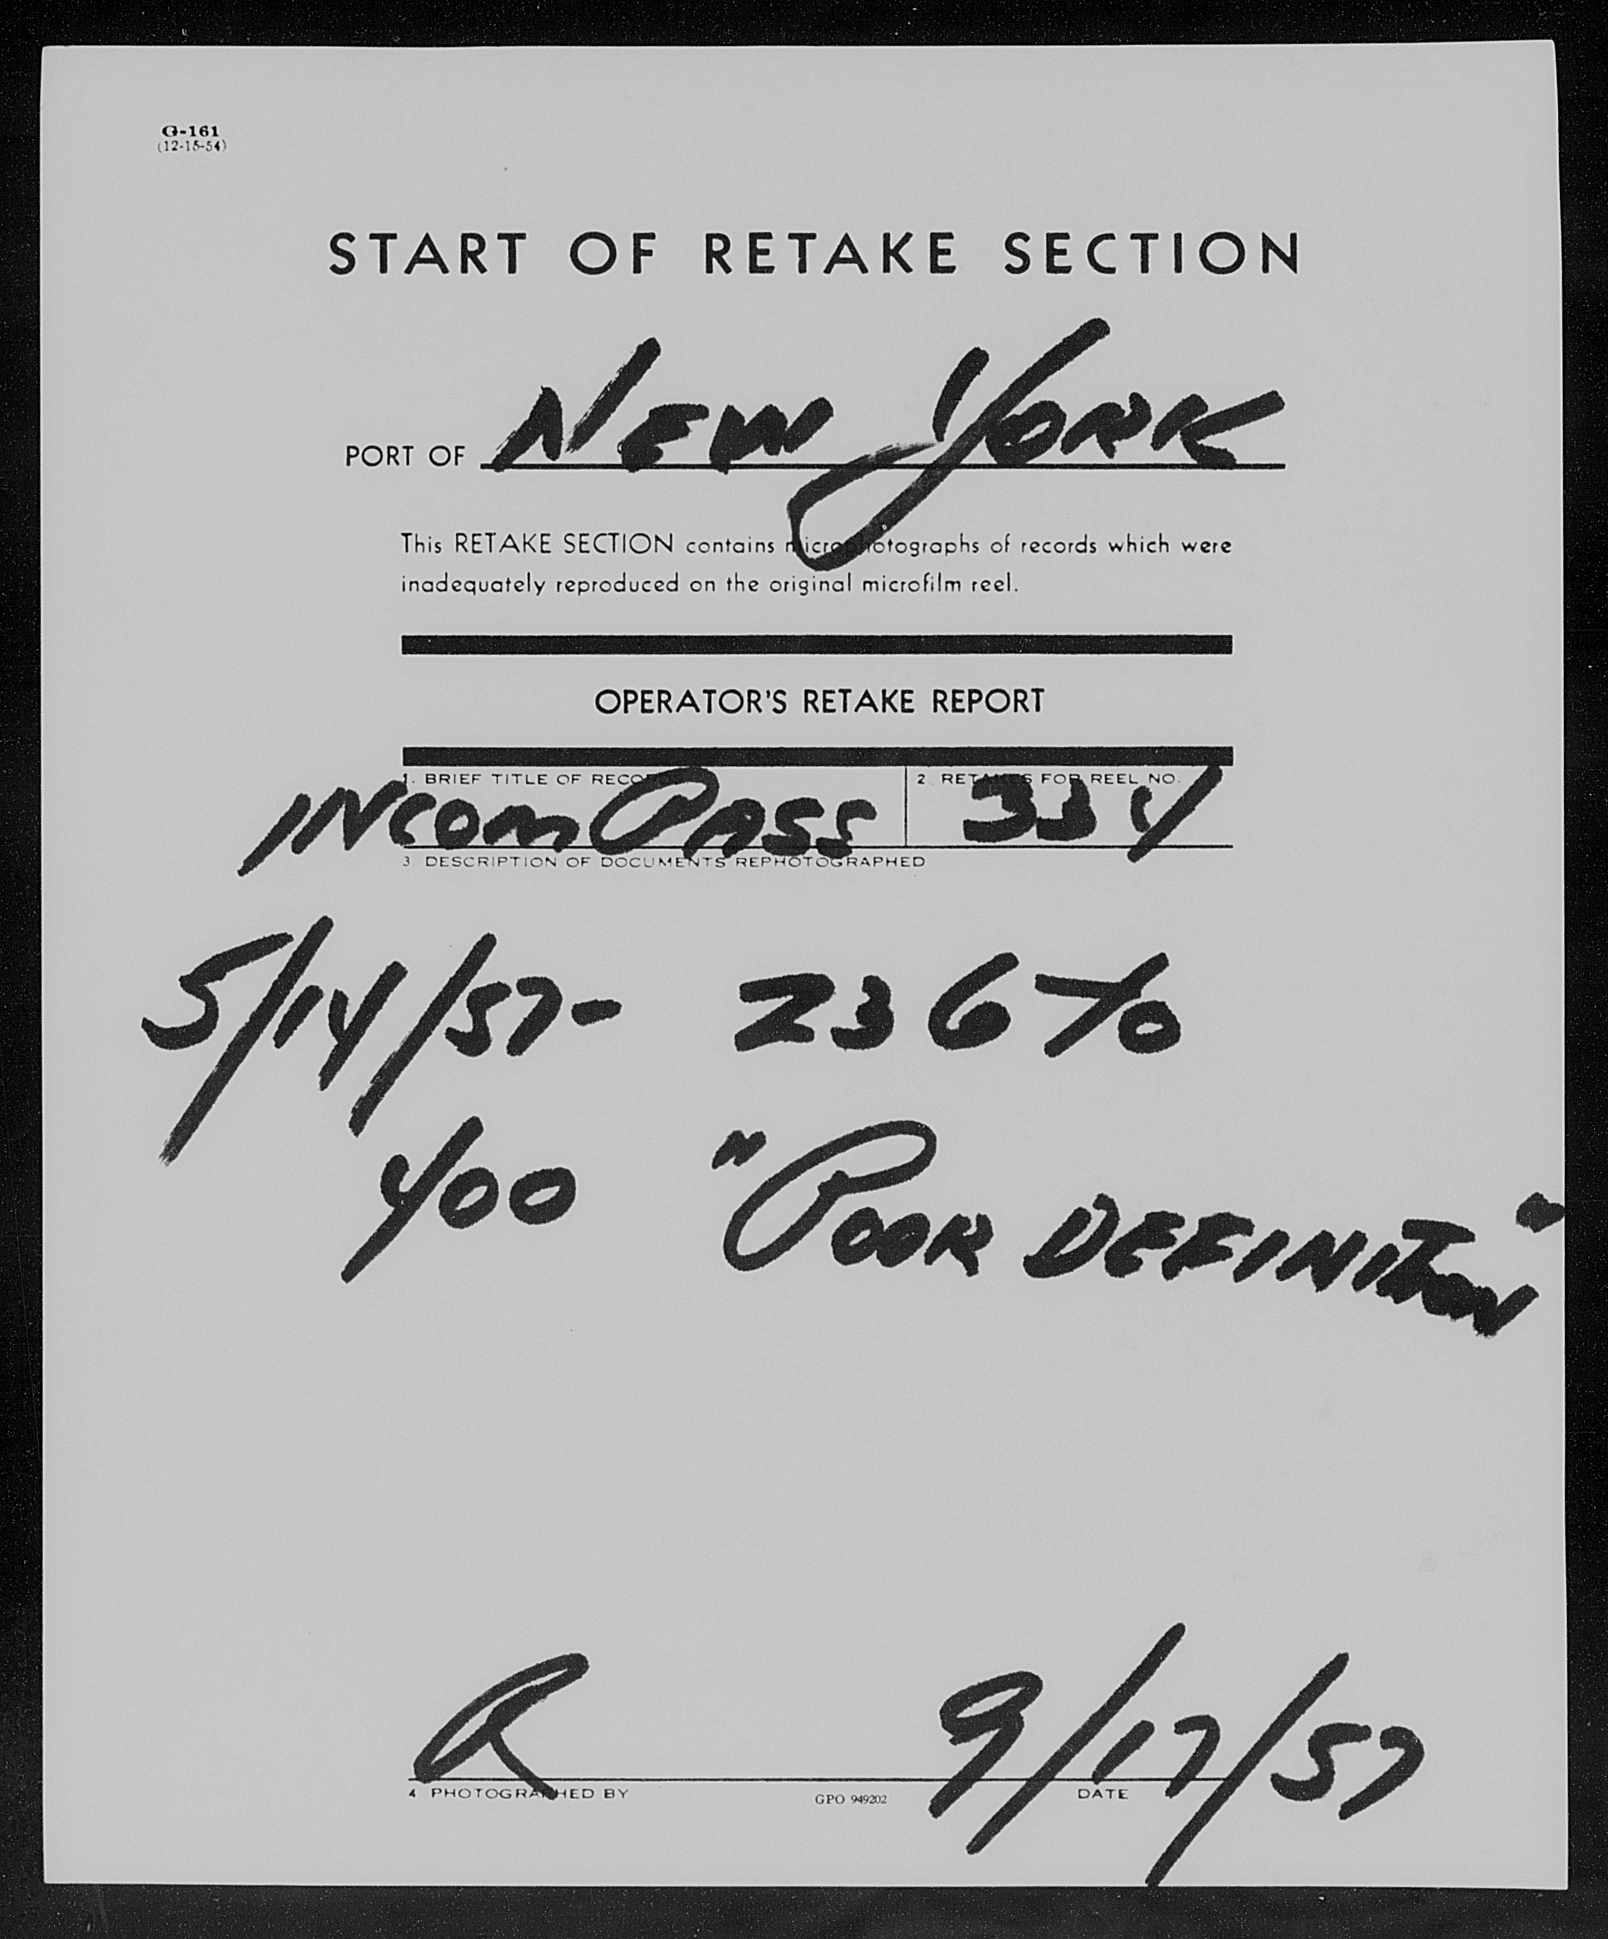 G-161
(12-15-54)
START OF RETAKE SECTION
PORT OF NEW YORK
This RETAKE SECTION contains microphotographs of records which were
inadequately reproduced on the original microfilm reel.
OPERATOR'S RETAKE REPORT
1. BRIEF TITLE OF RECORDS 2. RETAKES FOR REEL NO.
INCOM PASS 334
3 DESCRIPTION OF DOCUMENTS REPHOTOGRAPHED
5/14/57- 236 TO
400 "POOR DEFINITION"
R 9/17/57
4 PHOTOGRAPHED BY GPO 949202 DATE